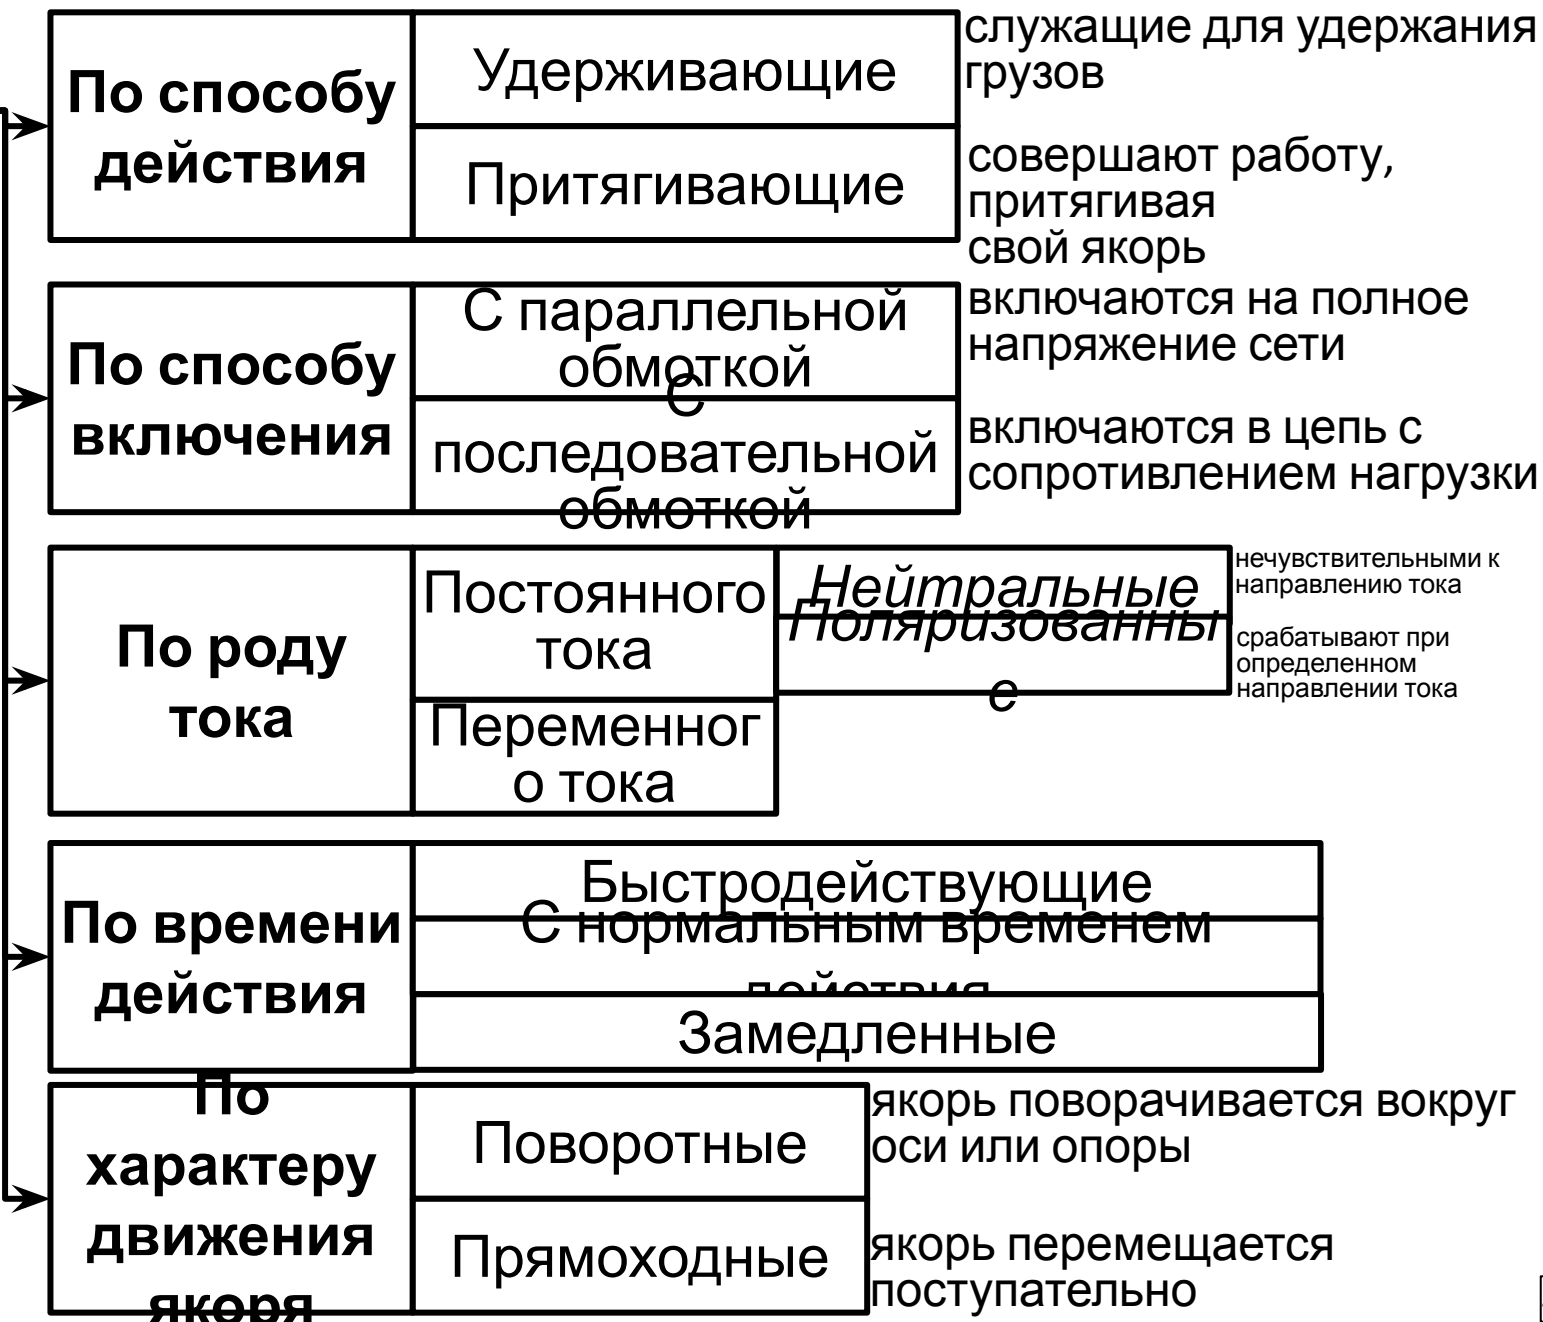 По способу
действия
Удерживающие
служащие для удержания
грузов
Притягивающие
совершают работу,
притягивая
свой якорь
По способу
включения
С параллельной
обмоткой
включаются на полное
напряжение сети
С
последовательной
обмоткой
включаются в цепь с
сопротивлением нагрузки
По роду
тока
Постоянного
тока
Нейтральные
нечувствительными к
направлению тока
Поляризованны
е
срабатывают при
определенном
направлении тока
Переменног
о тока
По времени
действия
Быстродействующие
С нормальным временем
действия
Замедленные
По
характеру
движения
якоря
Поворотные
якорь поворачивается вокруг
оси или опоры
Прямоходные
якорь перемещается
поступательно